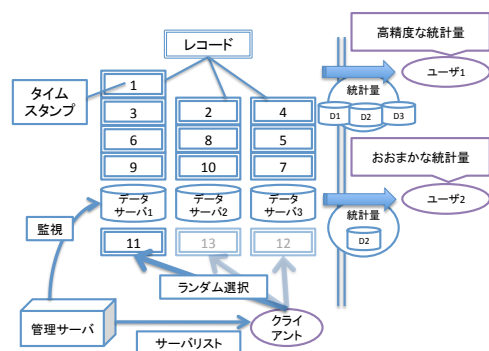 レコード
高精度な統計量
ユーザ1
統計量
D1
D2
D3
タイム
スタンプ
1
3
6
9
2
8
10
4
5
7
おおまかな統計量
ユーザ2
統計量
D2
データ
サーバ1
データ
サーバ2
データ
サーバ3
監視
11
13
12
ランダム選択
管理サーバ
サーバリスト
クライ
アント